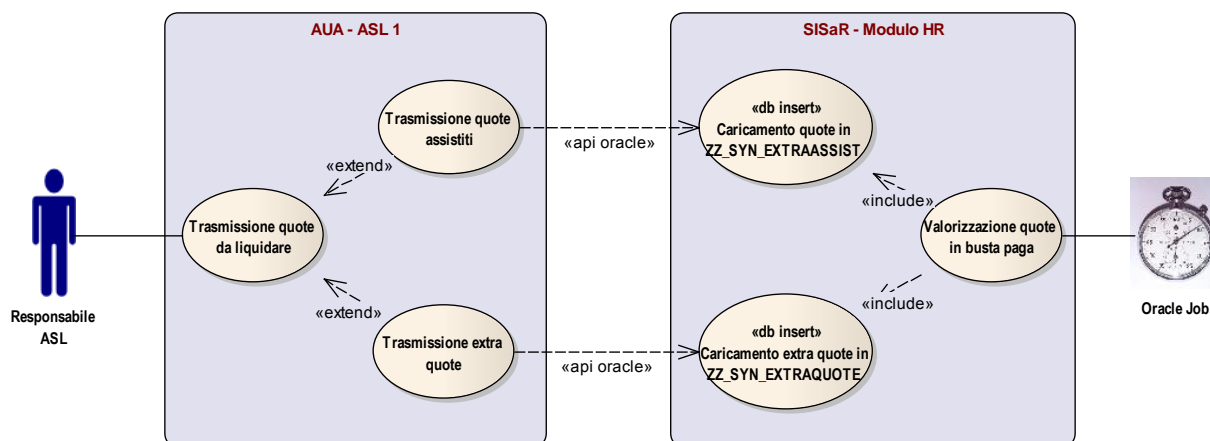 AUA - ASL 1
SISaR - Modulo HR
Trasmissione quote
assistiti
«api oracle»
«db insert»
Caricamento quote in
ZZ_SYN_EXTRAASSIST
«extend»
«include»
Trasmissione quote
da liquidare
Valorizzazione quote
in busta paga
Responsabile
ASL
Oracle Job
«extend»
«include»
Trasmissione extra
quote
«api oracle»
«db insert»
Caricamento extra quote in
ZZ_SYN_EXTRAQUOTE